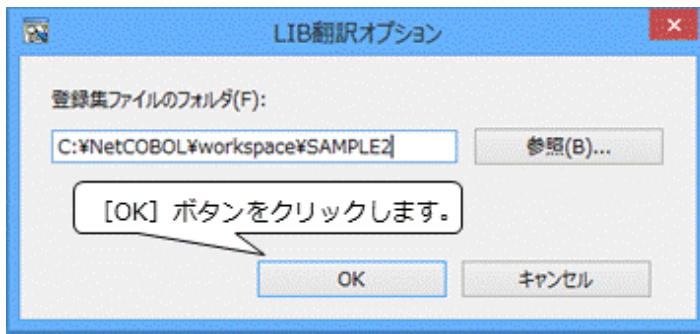 LIB翻訳オプション
登録集ファイルのフォルダ(F):
C:¥NetCOBOL¥workspace¥SAMPLE2
参照(B)...
［OK］ボタンをクリックします。
OK
キャンセル